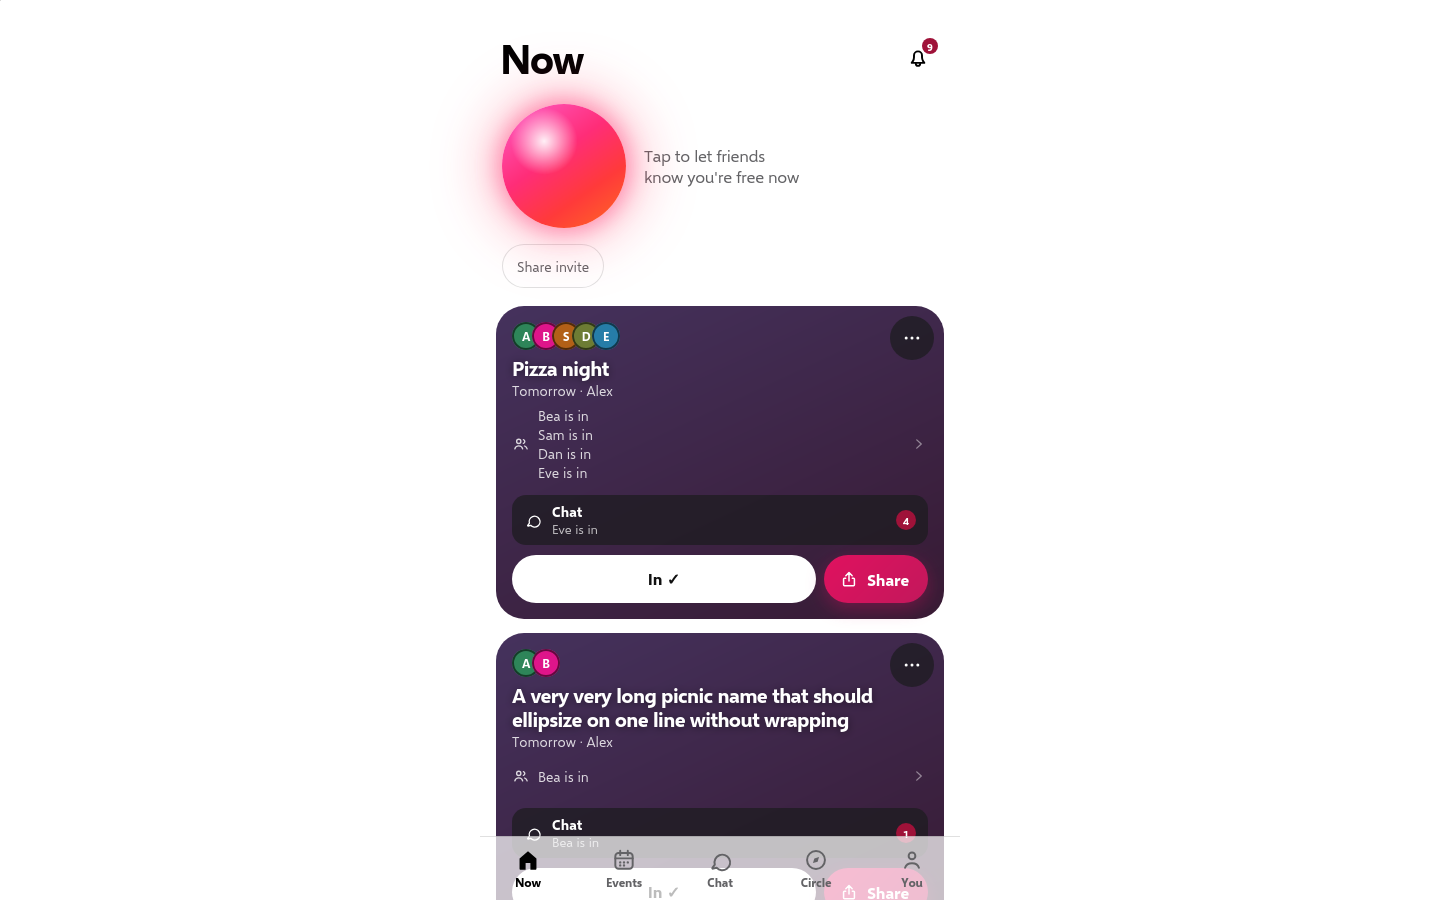 Now
9
Tap to let friends
know you're free now
Share invite
A B S D E
Pizza night
Tomorrow · Alex
Bea is in
Sam is in
Dan is in
Eve is in
Chat
Eve is in
4
In ✓
Share
A B
A very very long picnic name that should
ellipsize on one line without wrapping
Tomorrow · Alex
Bea is in
Chat
Bea is in
1
In ✓
Share
Now Events Chat Circle You